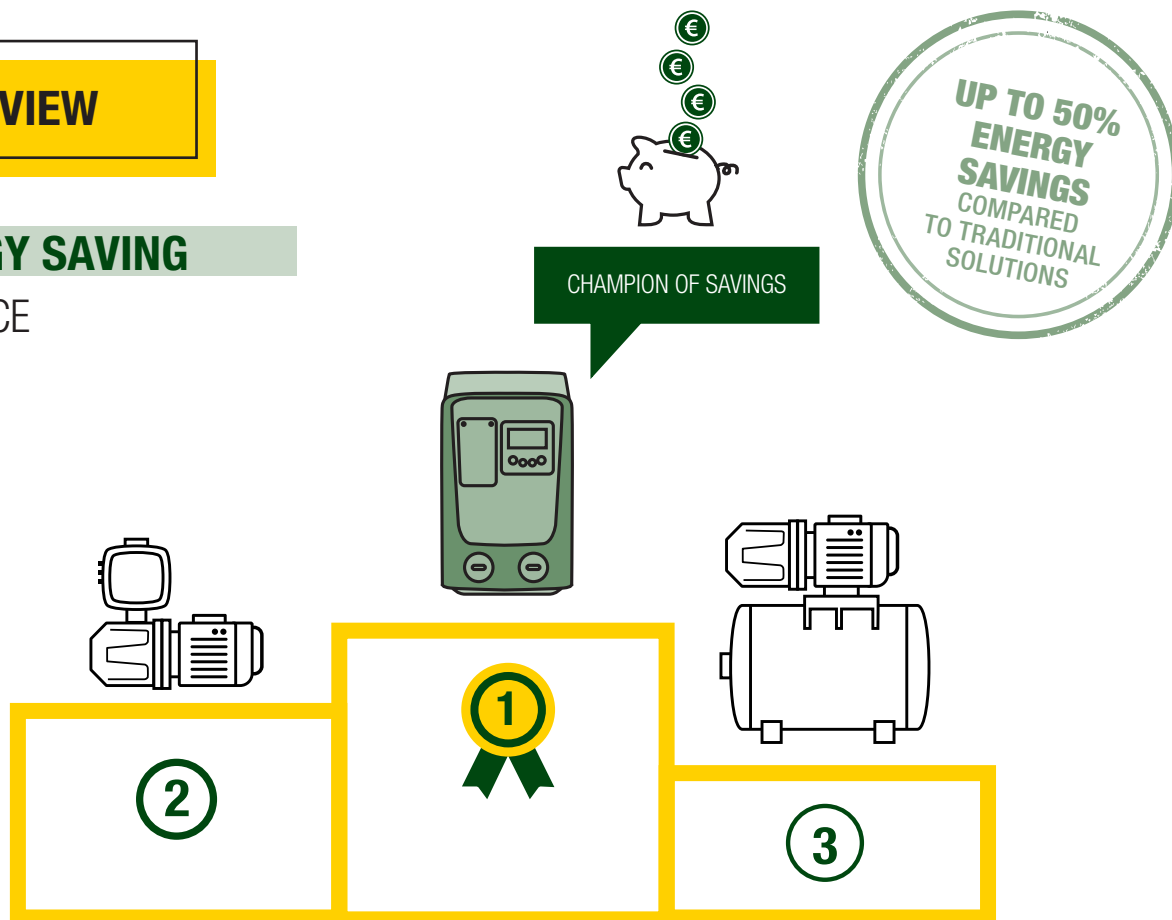 VIEW
GY SAVING
CE
€
€
€
€
UP TO 50%
ENERGY
SAVINGS
COMPARED
TO TRADITIONAL
SOLUTIONS
CHAMPION OF SAVINGS
1
2
3